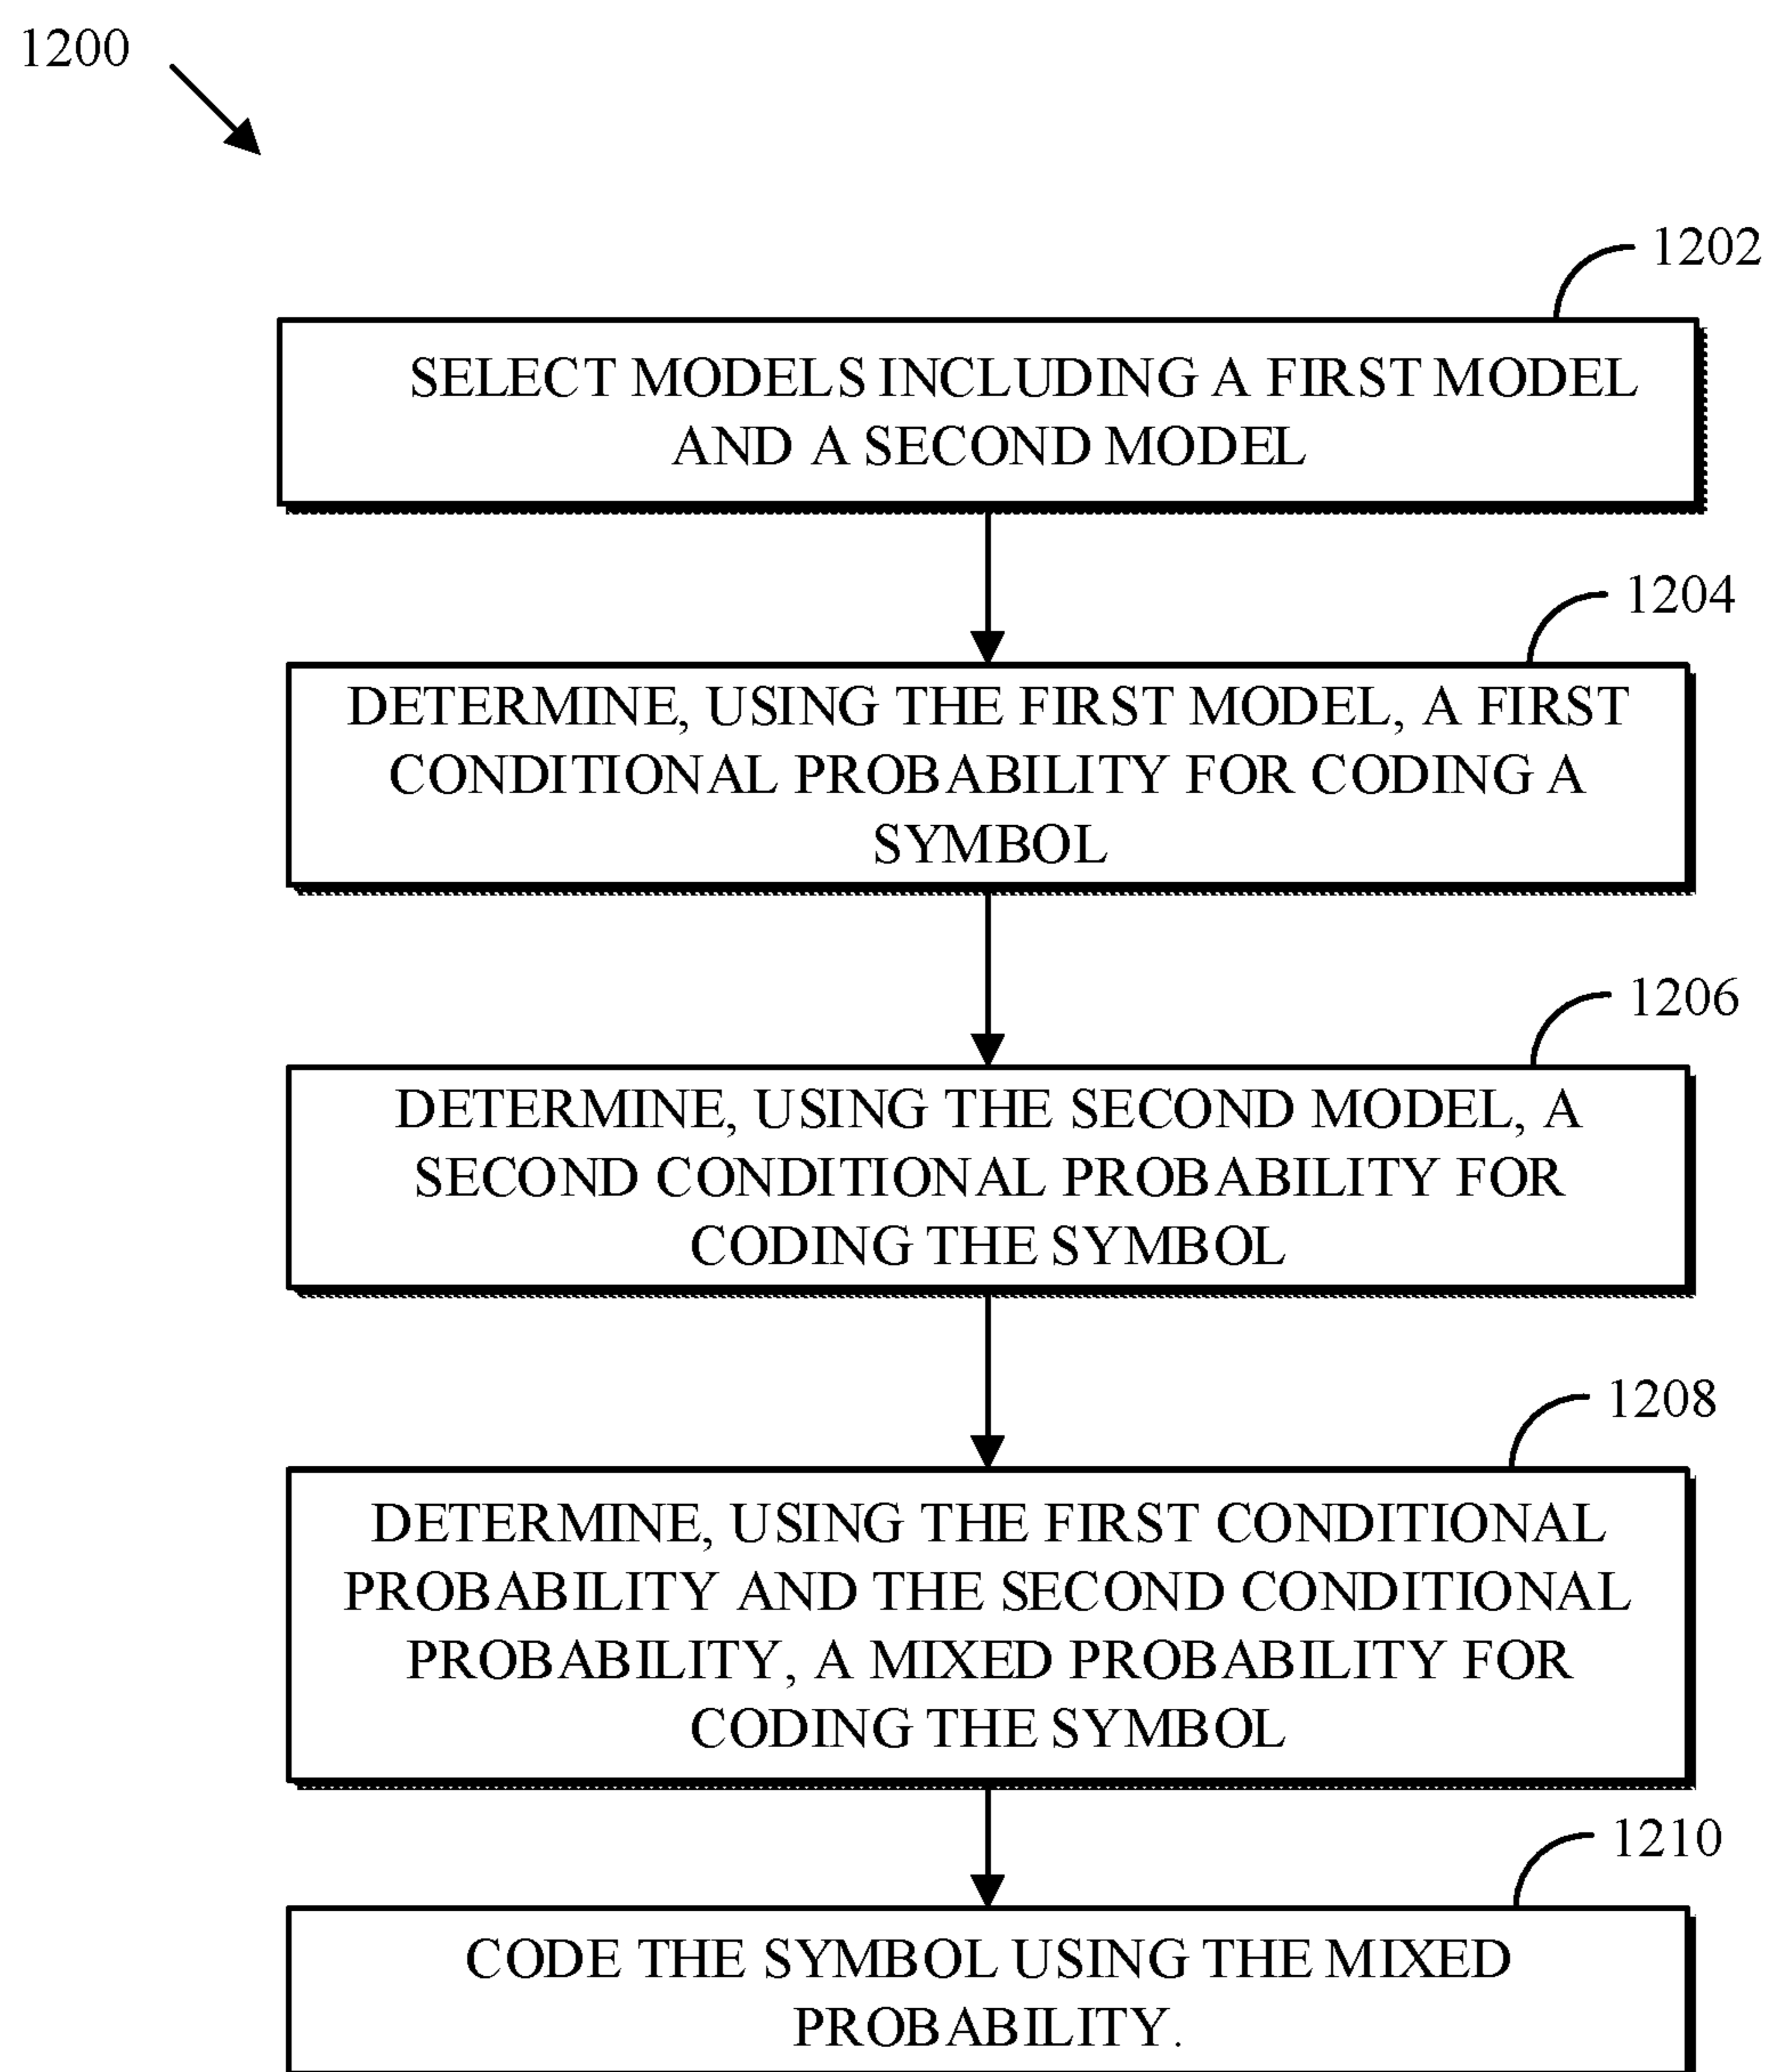 1200
1202
SELECT MODELS INCLUDING A FIRST MODEL
AND A SECOND MODEL
1204
DETERMINE, USING THE FIRST MODEL, A FIRST
CONDITIONAL PROBABILITY FOR CODING A
SYMBOL
1206
DETERMINE, USING THE SECOND MODEL, A
SECOND CONDITIONAL PROBABILITY FOR
CODING THE SYMBOL
1208
DETERMINE, USING THE FIRST CONDITIONAL
PROBABILITY AND THE SECOND CONDITIONAL
PROBABILITY, A MIXED PROBABILITY FOR
CODING THE SYMBOL
1210
CODE THE SYMBOL USING THE MIXED
PROBABILITY.